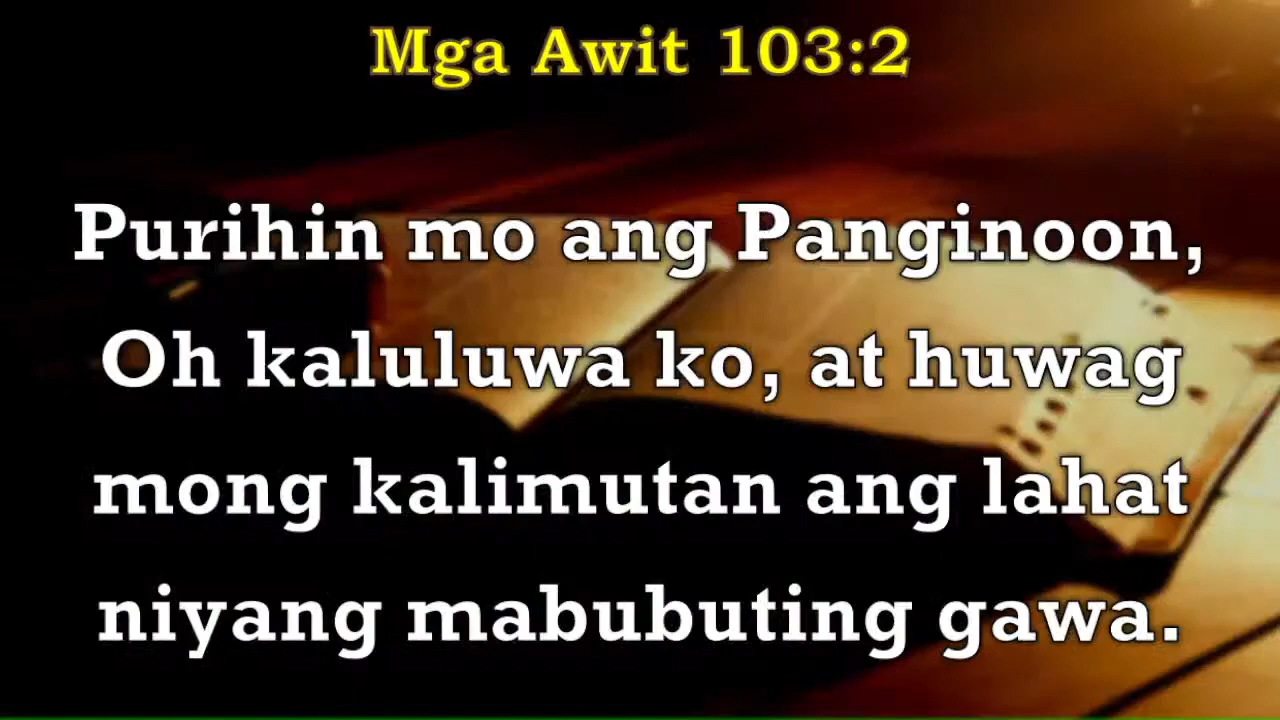 Mga Awit 103:2
Purihin mo ang Panginoon,
Oh kaluluwa ko, at huwag
mong kalimutan ang lahat
niyang mabubuting gawa.